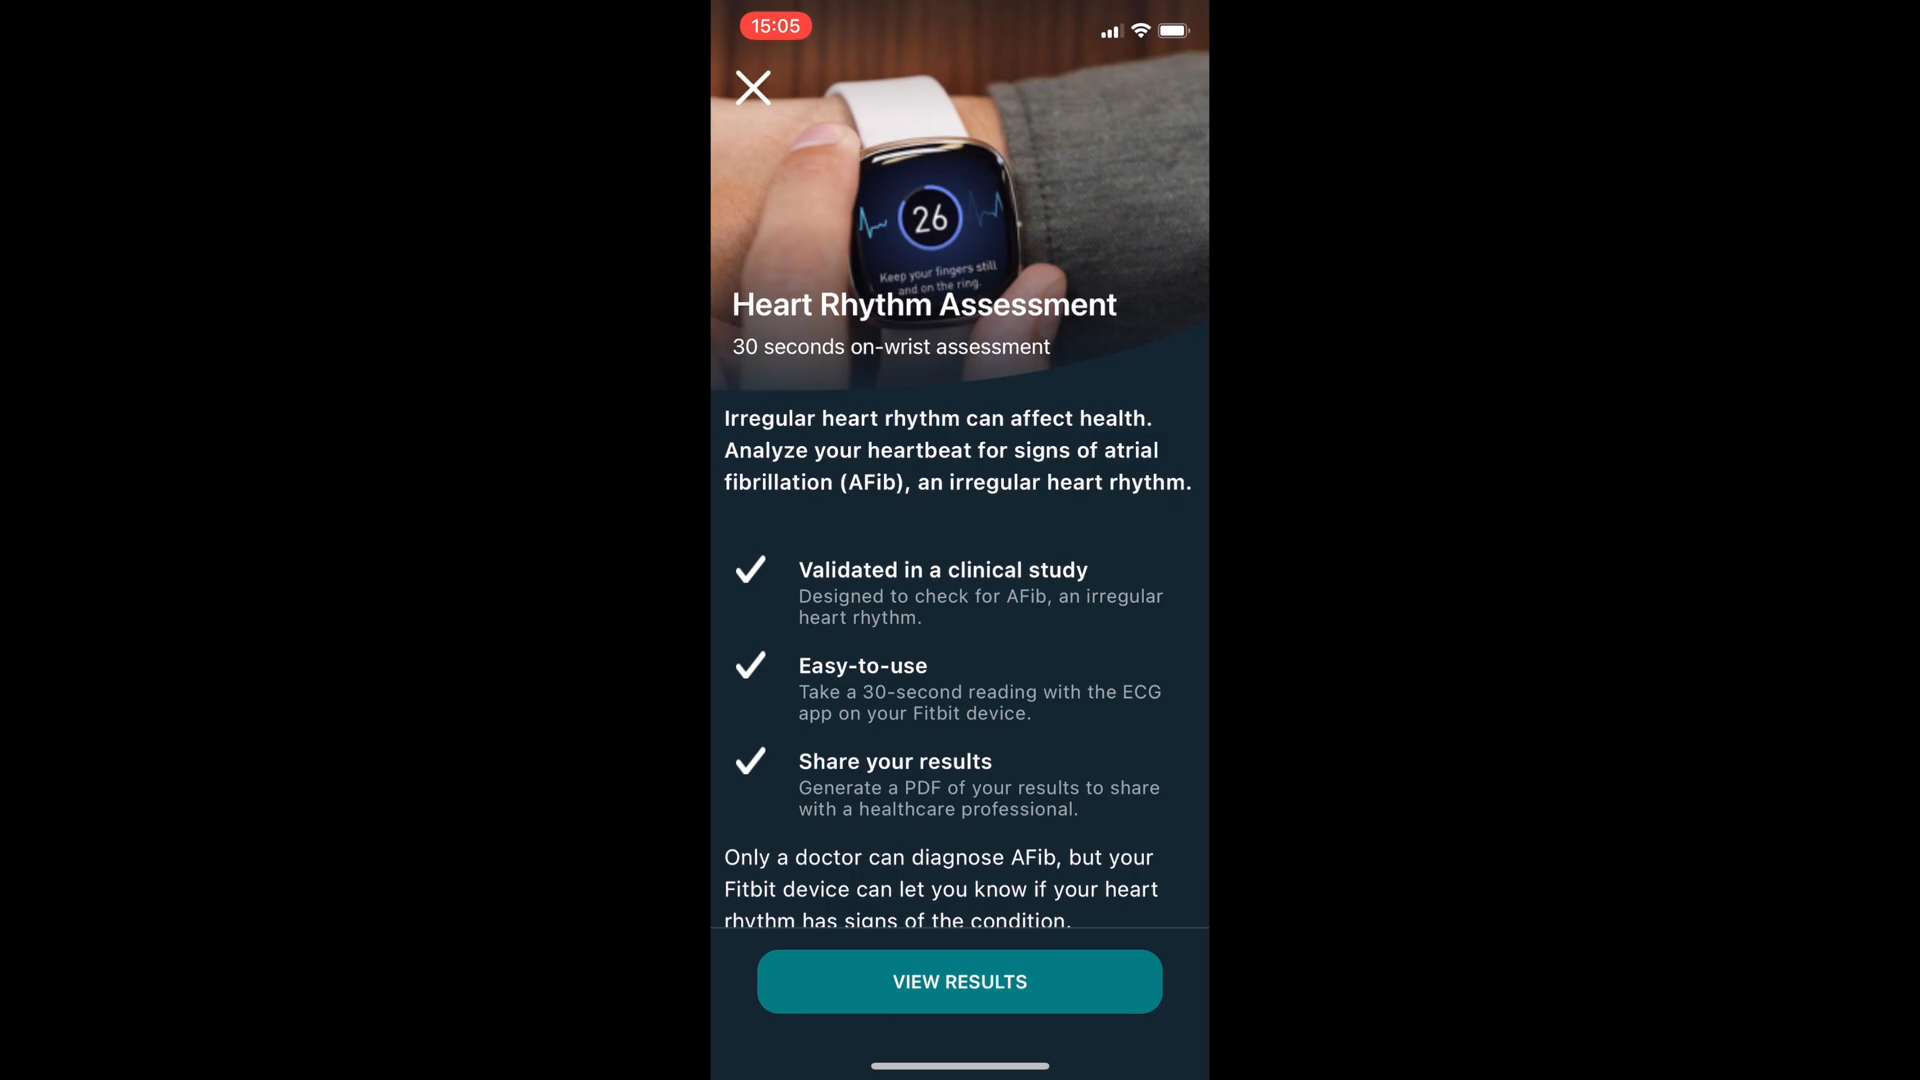 15:05
26
Keep your fingers still
and on the ring.
Heart Rhythm Assessment
30 seconds on-wrist assessment
Irregular heart rhythm can affect health.
Analyze your heartbeat for signs of atrial
fibrillation (AFib), an irregular heart rhythm.
Validated in a clinical study
Designed to check for AFib, an irregular
heart rhythm.
Easy-to-use
Take a 30-second reading with the ECG
app on your Fitbit device.
Share your results
Generate a PDF of your results to share
with a healthcare professional.
Only a doctor can diagnose AFib, but your
Fitbit device can let you know if your heart
rhythm has signs of the condition.
VIEW RESULTS